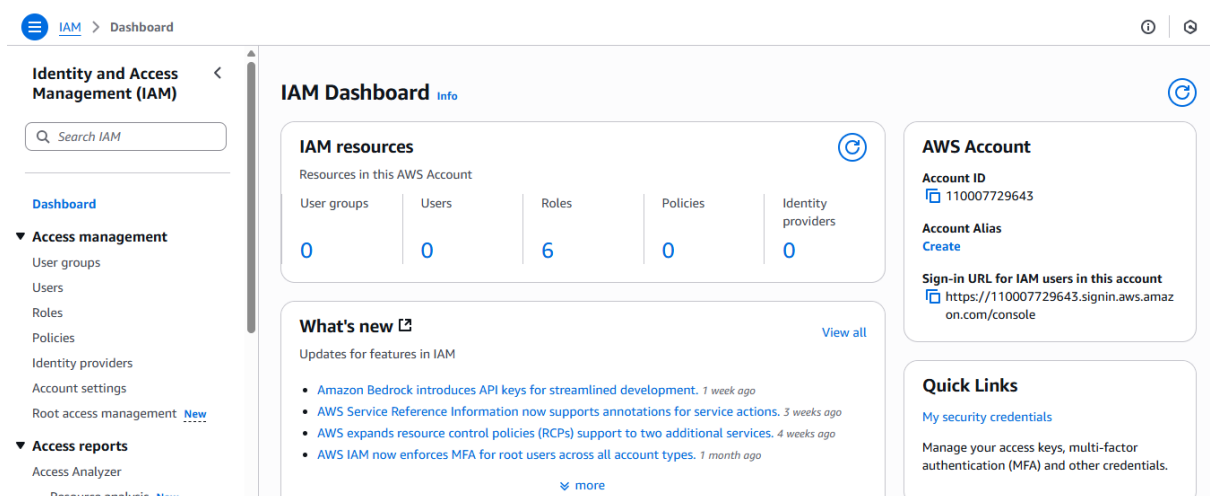 IAM > Dashboard
Identity and Access
Management (IAM)
Search IAM
Dashboard
Access management
User groups
Users
Roles
Policies
Identity providers
Account settings
Root access management New
Access reports
Access Analyzer
Resource analysis New
IAM Dashboard Info
IAM resources
Resources in this AWS Account
User groups
0
Users
0
Roles
6
Policies
0
Identity
providers
0
What's new
View all
Updates for features in IAM
• Amazon Bedrock introduces API keys for streamlined development. 1 week ago
• AWS Service Reference Information now supports annotations for service actions. 3 weeks ago
• AWS expands resource control policies (RCPs) support to two additional services. 4 weeks ago
• AWS IAM now enforces MFA for root users across all account types. 1 month ago
more
AWS Account
Account ID
110007729643
Account Alias
Create
Sign-in URL for IAM users in this account
https://110007729643.signin.aws.amaz
on.com/console
Quick Links
My security credentials
Manage your access keys, multi-factor
authentication (MFA) and other credentials.